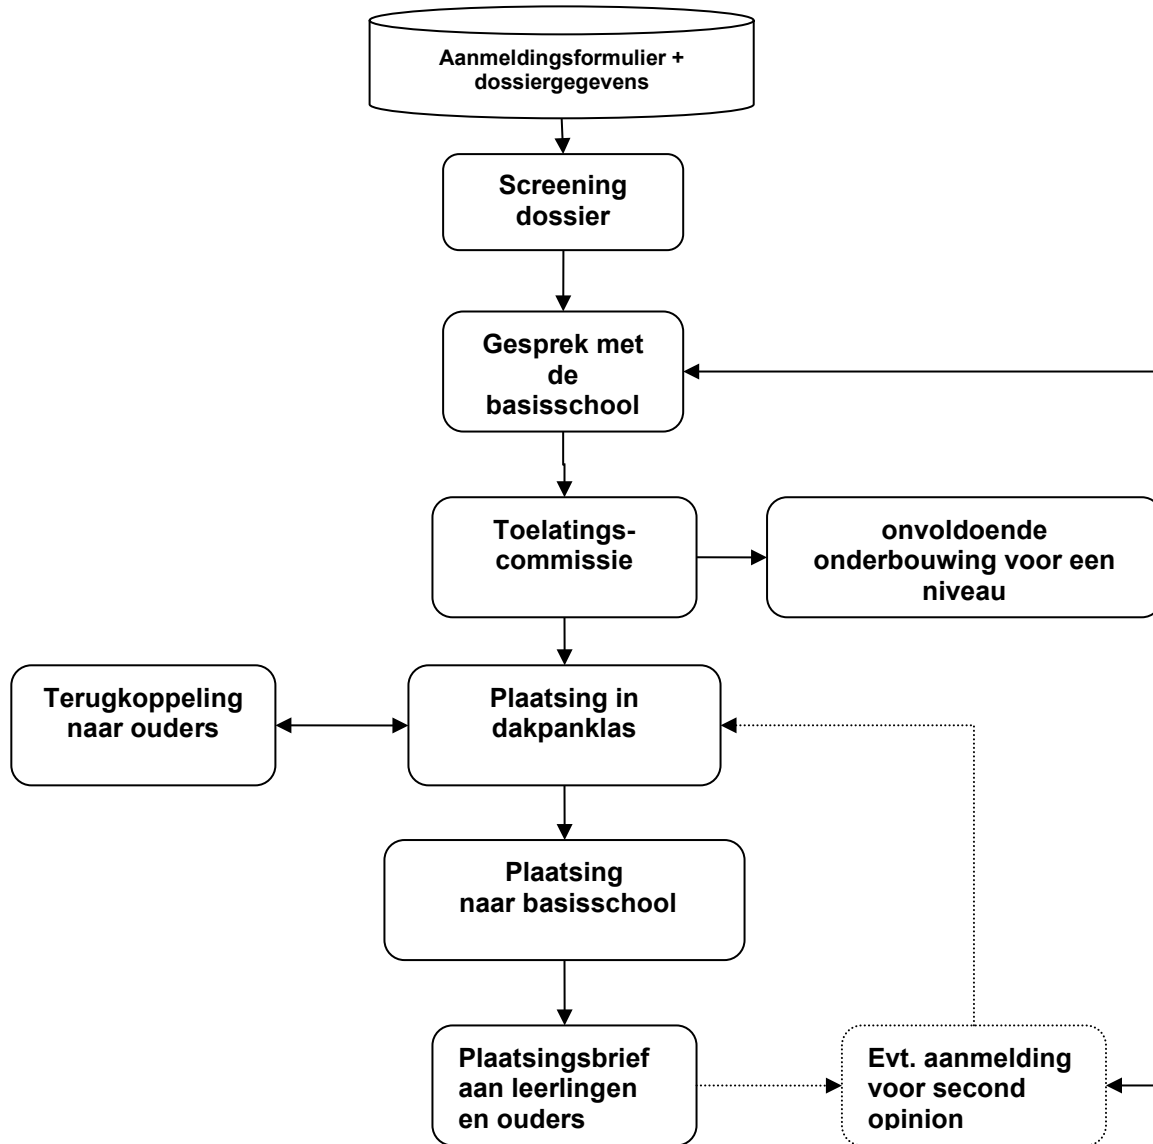 Aanmeldingsformulier +
dossiergegevens
Screening
dossier
Gesprek met
de
basisschool
Toelatings-
commissie
onvoldoende
onderbouwing voor een
niveau
Terugkoppeling
naar ouders
Plaatsing in
dakpanklas
Plaatsing
naar basisschool
Plaatsingsbrief
aan leerlingen
en ouders
Evt. aanmelding
voor second
opinion